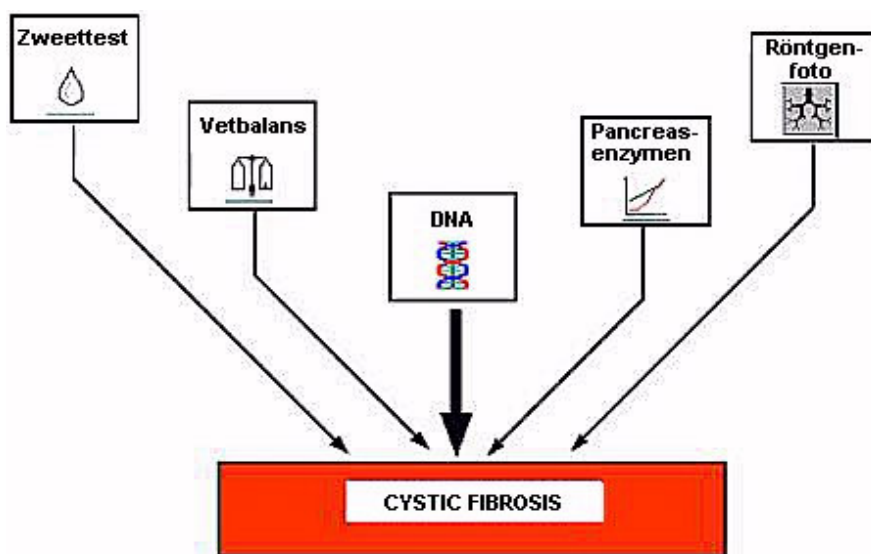 Zweettest
Vetbalans
DNA
Pancreas-
enzymen
Röntgen-
foto
CYSTIC FIBROSIS